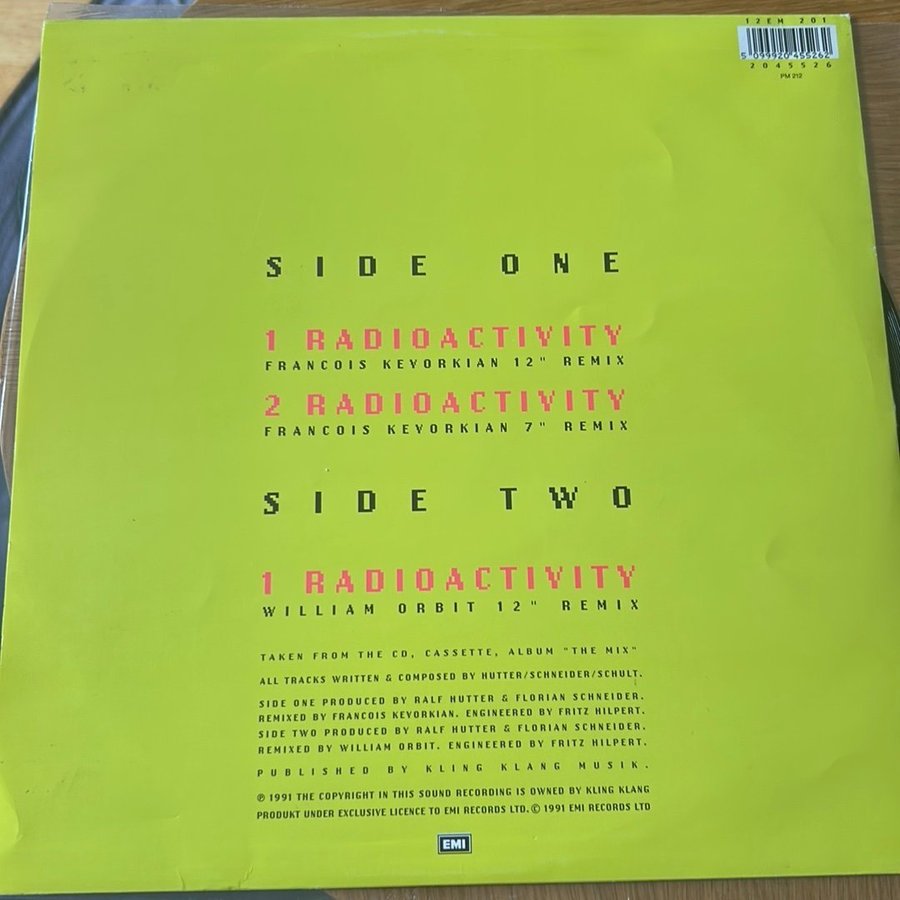 12EM 201
5 099920 455262
2045526
PM 212
SIDE ONE
1 RADIOACTIVITY
FRANCOIS KEVORKIAN 12" REMIX
2 RADIOACTIVITY
FRANCOIS KEVORKIAN 7" REMIX
SIDE TWO
1 RADIOACTIVITY
WILLIAM ORBIT 12" REMIX
TAKEN FROM THE CD, CASSETTE, ALBUM "THE MIX"
ALL TRACKS WRITTEN & COMPOSED BY HUTTER/SCHNEIDER/SCHULT.
SIDE ONE PRODUCED BY RALF HUTTER & FLORIAN SCHNEIDER.
REMIXED BY FRANCOIS KEVORKIAN. ENGINEERED BY FRITZ HILPERT.
SIDE TWO PRODUCED BY RALF HUTTER & FLORIAN SCHNEIDER.
REMIXED BY WILLIAM ORBIT. ENGINEERED BY FRITZ HILPERT.
PUBLISHED BY KLING KLANG MUSIK.
℗ 1991 THE COPYRIGHT IN THIS SOUND RECORDING IS OWNED BY KLING KLANG
PRODUKT UNDER EXCLUSIVE LICENCE TO EMI RECORDS LTD. © 1991 EMI RECORDS LTD
EMI